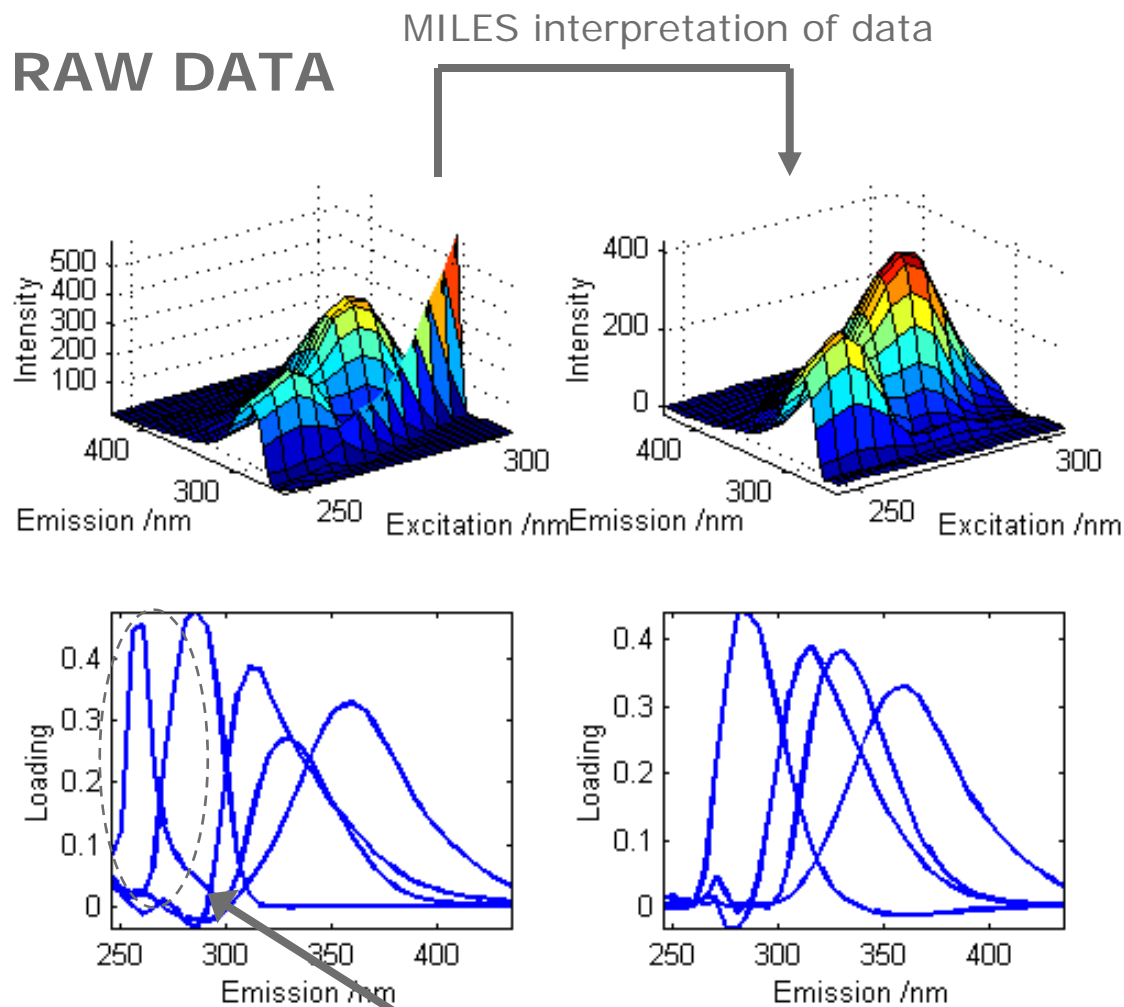 MILES interpretation of data
RAW DATA
Intensity
500
400
300
200
100
400
300
Emission /nm
250
300
Excitation /nm
Intensity
400
200
0
400
300
Emission /nm
250
300
Excitation /nm
Loading
0.4
0.3
0.2
0.1
0
250 300 350 400
Emission /nm
Loading
0.4
0.3
0.2
0.1
0
250 300 350 400
Emission /nm